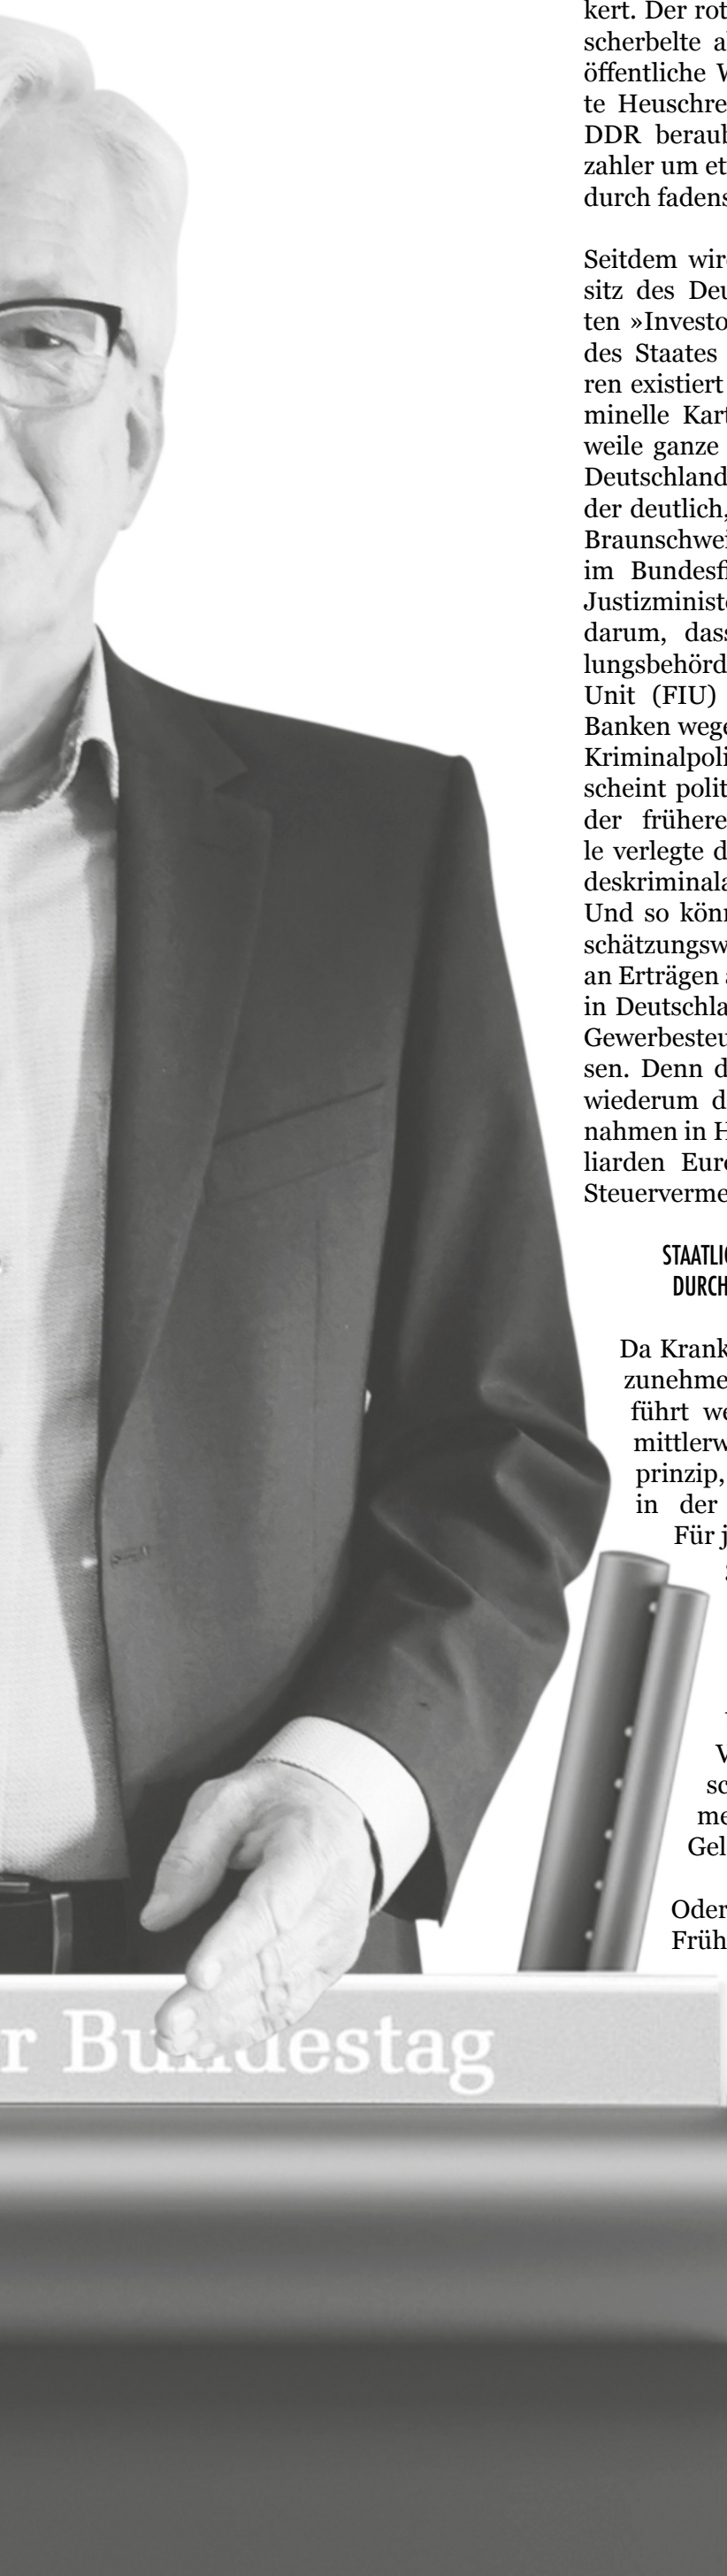 kert. Der rot
scherbelte a
öffentliche W
te Heuschre
DDR beraub
zahler um et
durch fadens
Seitdem wir
sitz des Deu
ten »Investo
des Staates
ren existiert
minelle Kart
weile ganze
Deutschland
der deutlich,
Braunschwei
im Bundesfi
Justizministe
darum, dass
lungsbehörd
Unit (FIU)
Banken wege
Kriminalpoli
scheint polit
der frühere
le verlegte d
deskriminala
Und so könn
schätzungsw
an Erträgen a
in Deutschla
Gewerbesteu
sen. Denn d
wiederum d
nahmen in H
liarden Eur
Steuerverme
STAATLI
DURCH
Da Krank
zunehme
führt we
mittlerw
prinzip,
in der
Für j
V
sc
me
Gel
Oder
Früh
r Bundestag